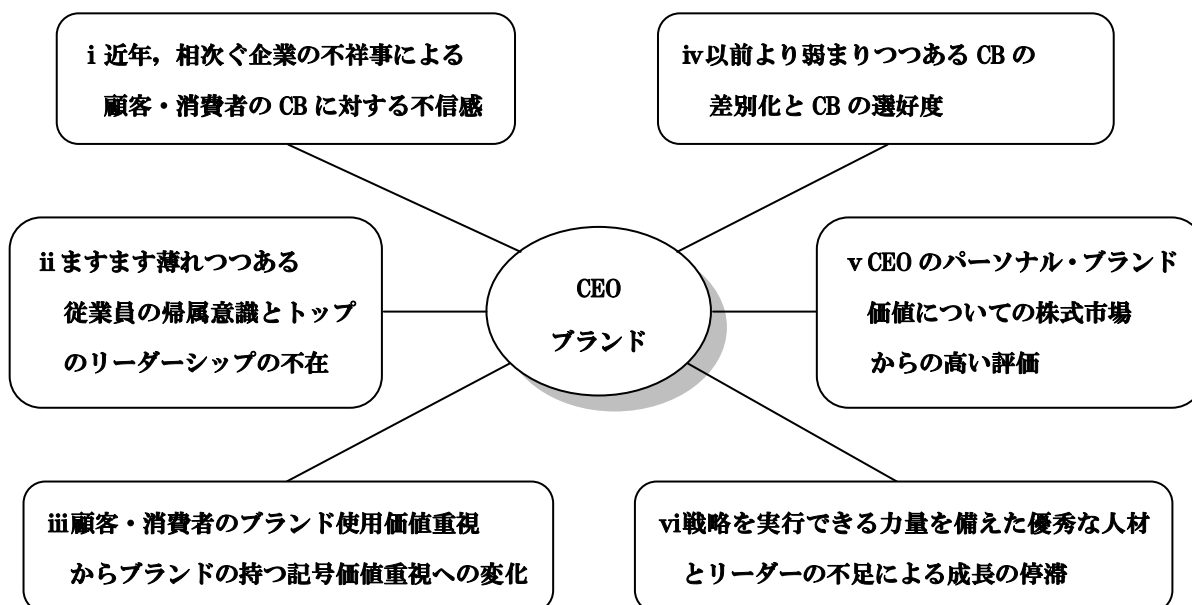 ⅰ近年，相次ぐ企業の不祥事による
顧客・消費者の CB に対する不信感
ⅱますます薄れつつある
従業員の帰属意識とトップ
のリーダーシップの不在
ⅲ顧客・消費者のブランド使用価値重視
からブランドの持つ記号価値重視への変化
CEO
ブランド
ⅳ以前より弱まりつつある CB の
差別化と CB の選好度
ⅴ CEO のパーソナル・ブランド
価値についての株式市場
からの高い評価
ⅵ戦略を実行できる力量を備えた優秀な人材
とリーダーの不足による成長の停滞